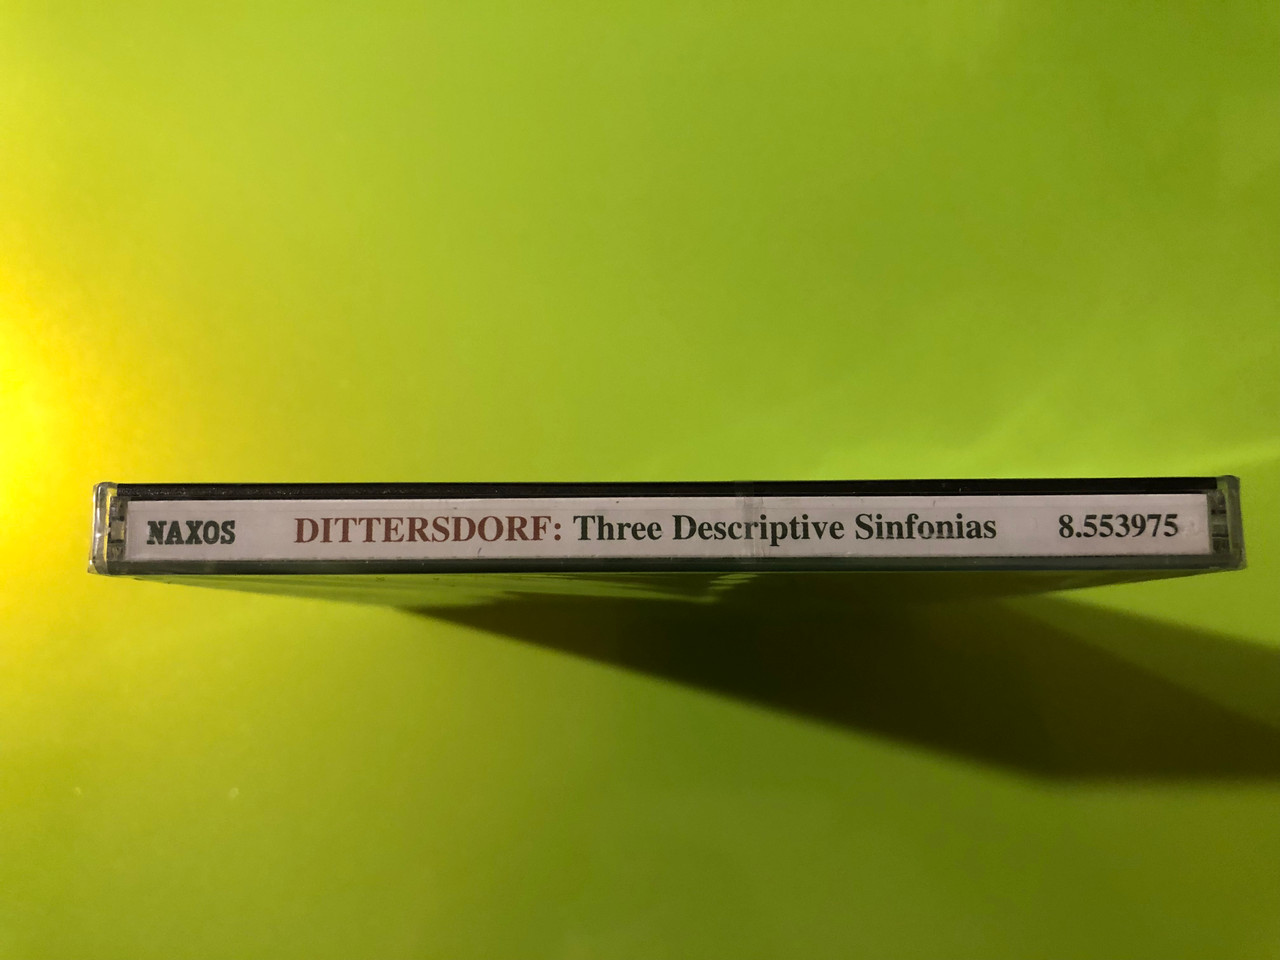 NAXOS DITTERSDORF: Three Descriptive Sinfonias 8.553975